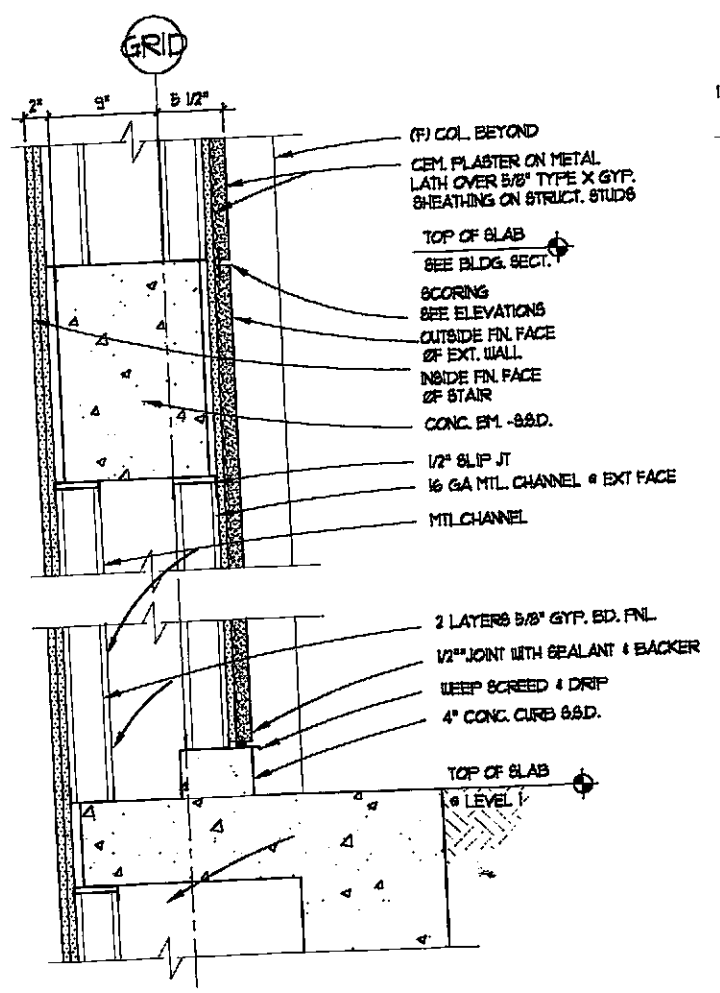 GRID
2" 9" 5 1/2"
(F) COL. BEYOND
CEM. PLASTER ON METAL
LATH OVER 5/8" TYPE X GYP.
SHEATHING ON STRUCT. STUDS
TOP OF SLAB
SEE BLDG. SECT.
SCORING
SEE ELEVATIONS
OUTSIDE FIN. FACE
OF EXT. WALL
INSIDE FIN. FACE
OF STAIR
CONC. BM. -S.S.D.
1/2" SLIP JT
16 GA MTL. CHANNEL @ EXT FACE
MTL CHANNEL
2 LAYERS 5/8" GYP. BD. PNL.
1/2" JOINT WITH SEALANT & BACKER
WEEP SCREED & DRIP
4" CONC. CURB S.S.D.
TOP OF SLAB
@ LEVEL 1